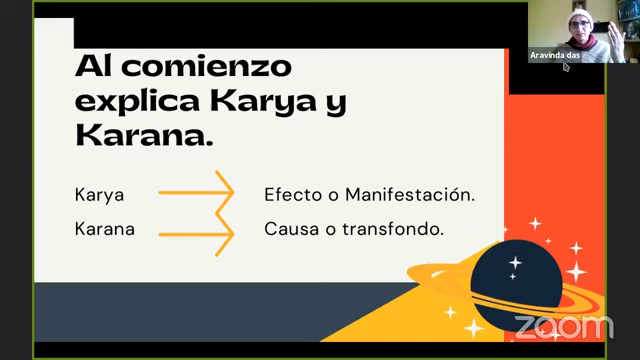 Al comienzo
explica Karya y
Karana.
Karya
Efecto o Manifestación.
Karana
Causa o transfondo.
Aravinda das
zoom